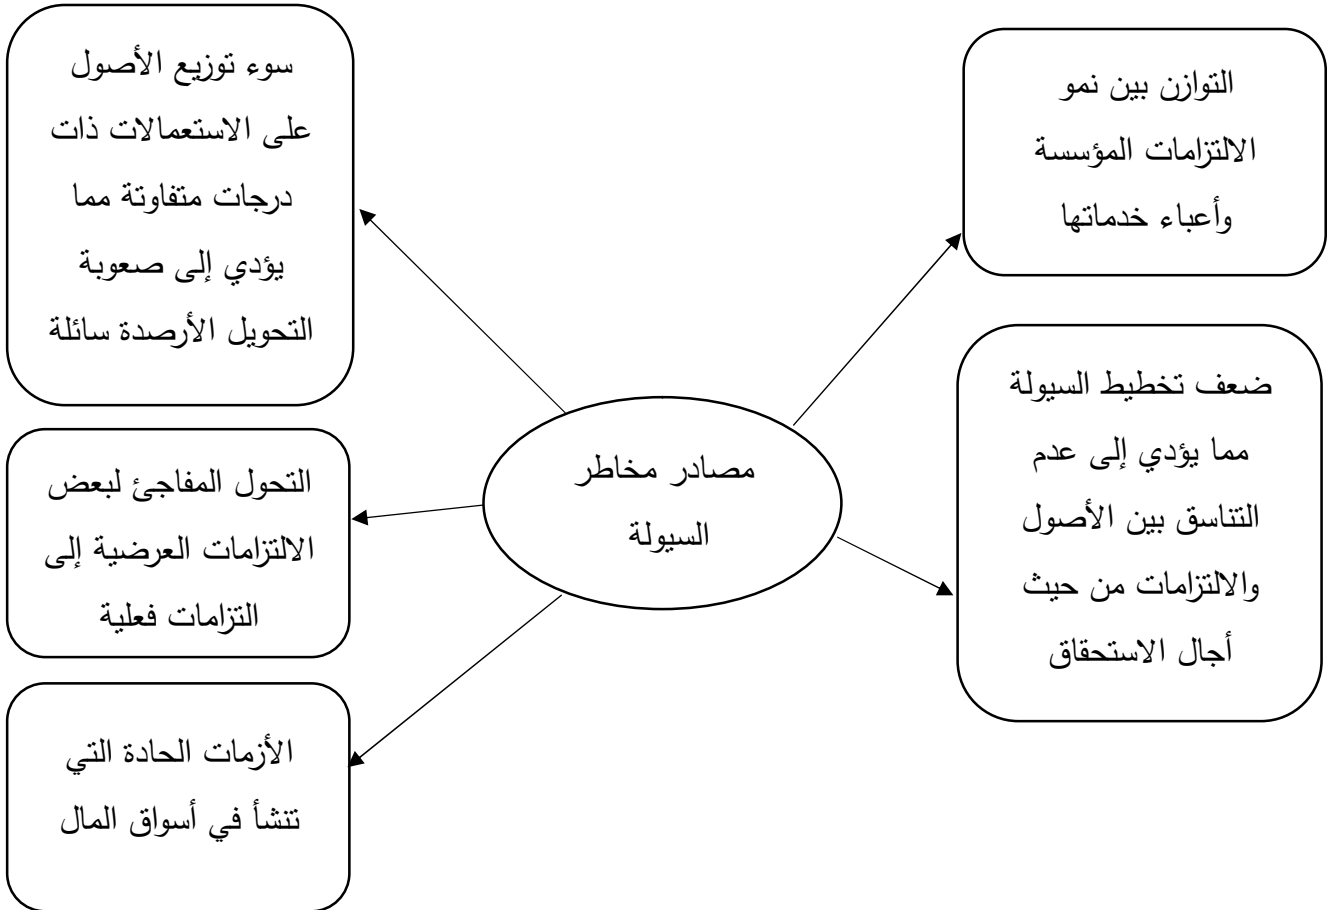 التوازن بين نمو
الالتزامات المؤسسة
وأعباء خدماتها
ضعف تخطيط السيولة
مما يؤدي إلى عدم
التناسق بين الأصول
والالتزامات من حيث
أجال الاستحقاق
مصادر مخاطر
السيولة
سوء توزيع الأصول
على الاستعمالات ذات
درجات متفاوتة مما
يؤدي إلى صعوبة
التحويل الأرصدة سائلة
التحول المفاجئ لبعض
الالتزامات العرضية إلى
التزامات فعلية
الأزمات الحادة التي
تنشأ في أسواق المال